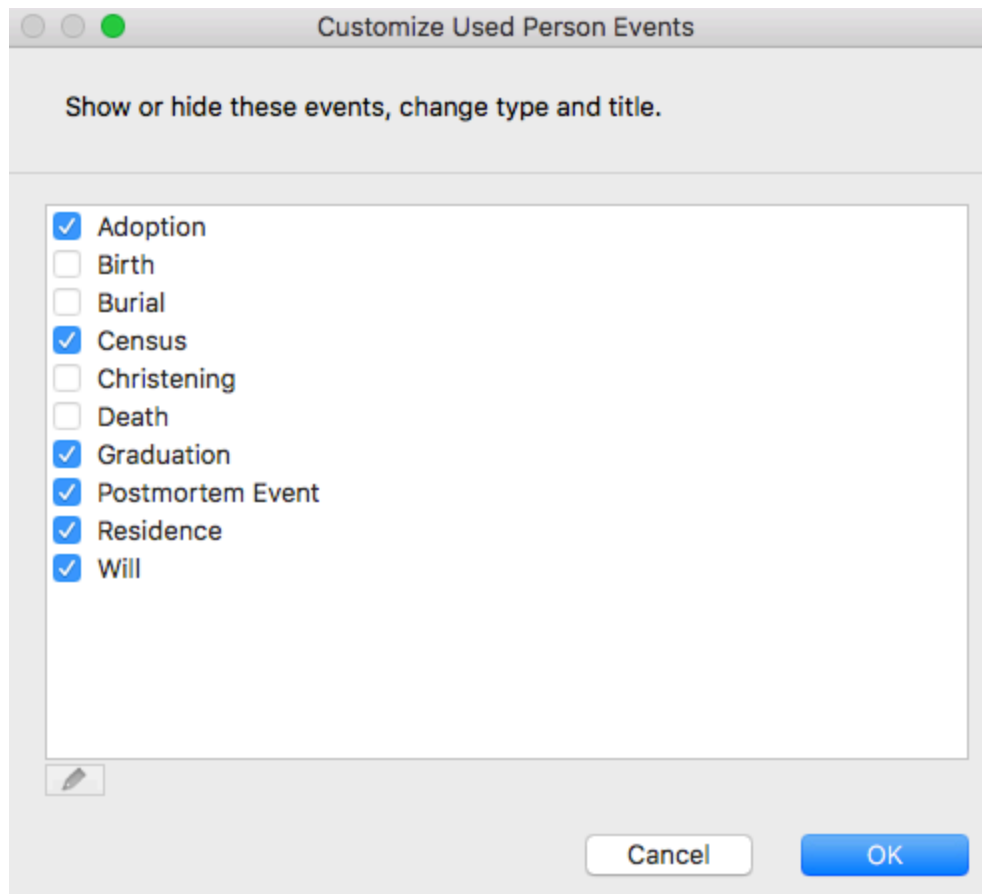 Customize Used Person Events
Show or hide these events, change type and title.
Adoption
Birth
Burial
Census
Christening
Death
Graduation
Postmortem Event
Residence
Will
Cancel
OK